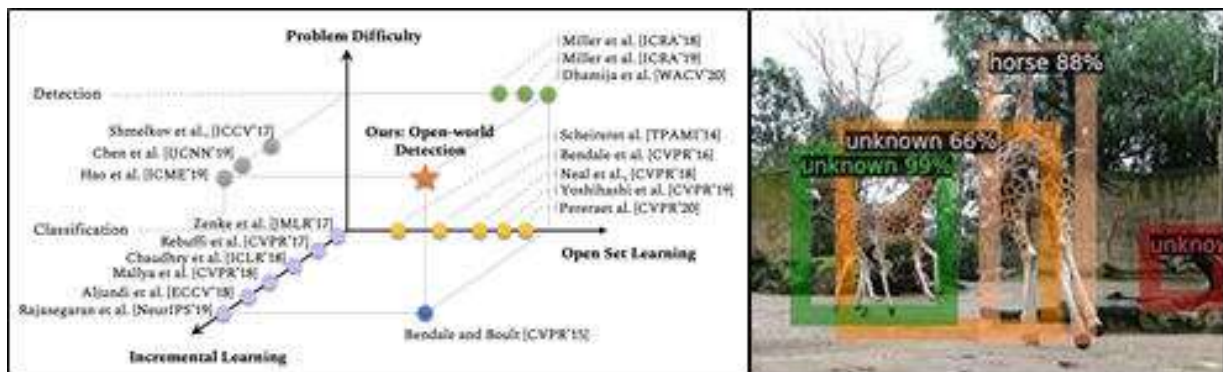 Problem Difficulty
Miller et al. [ICRA'18]
Miller et al. [ICRA'19]
Dhamija et al. [WACV'20]
Detection
Shmelkov et al., [ICCV'17]
Chen et al. [IJCNN'19]
Hao et al. [ICME'19]
Ours: Open-world
Detection
Scheirer et. [TPAMI'14]
Bendale et al. [CVPR'16]
Neal et al., [CVPR'18]
Yoshihashi et al. [CVPR'19]
Perera et al. [CVPR'20]
Classification
Zenke et al. [JMLR'17]
Rebuffi et al. [CVPR'17]
Chaudhry et al. [ICLR'18]
Mallya et al. [CVPR'18]
Aljundi et al. [ECCV'18]
Rajasegaran et al. [NeurIPS'19]
Open Set Learning
Bendale and Boult [CVPR'15]
Incremental Learning
horse 88%
unknown 66%
unknown 99%
unknow